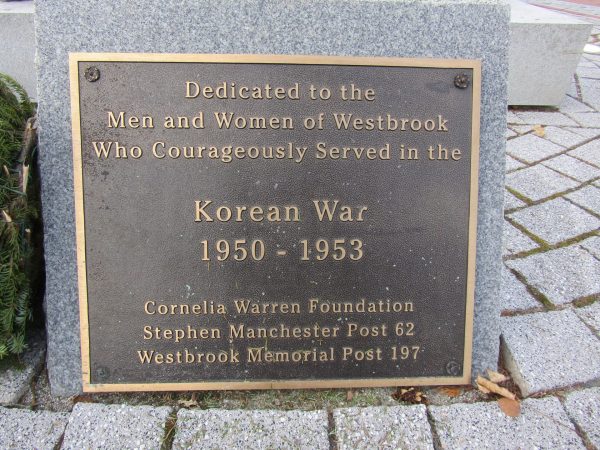 Dedicated to the
Men and Women of Westbrook
Who Courageously Served in the
Korean War
1950 - 1953
Cornelia Warren Foundation
Stephen Manchester Post 62
Westbrook Memorial Post 197